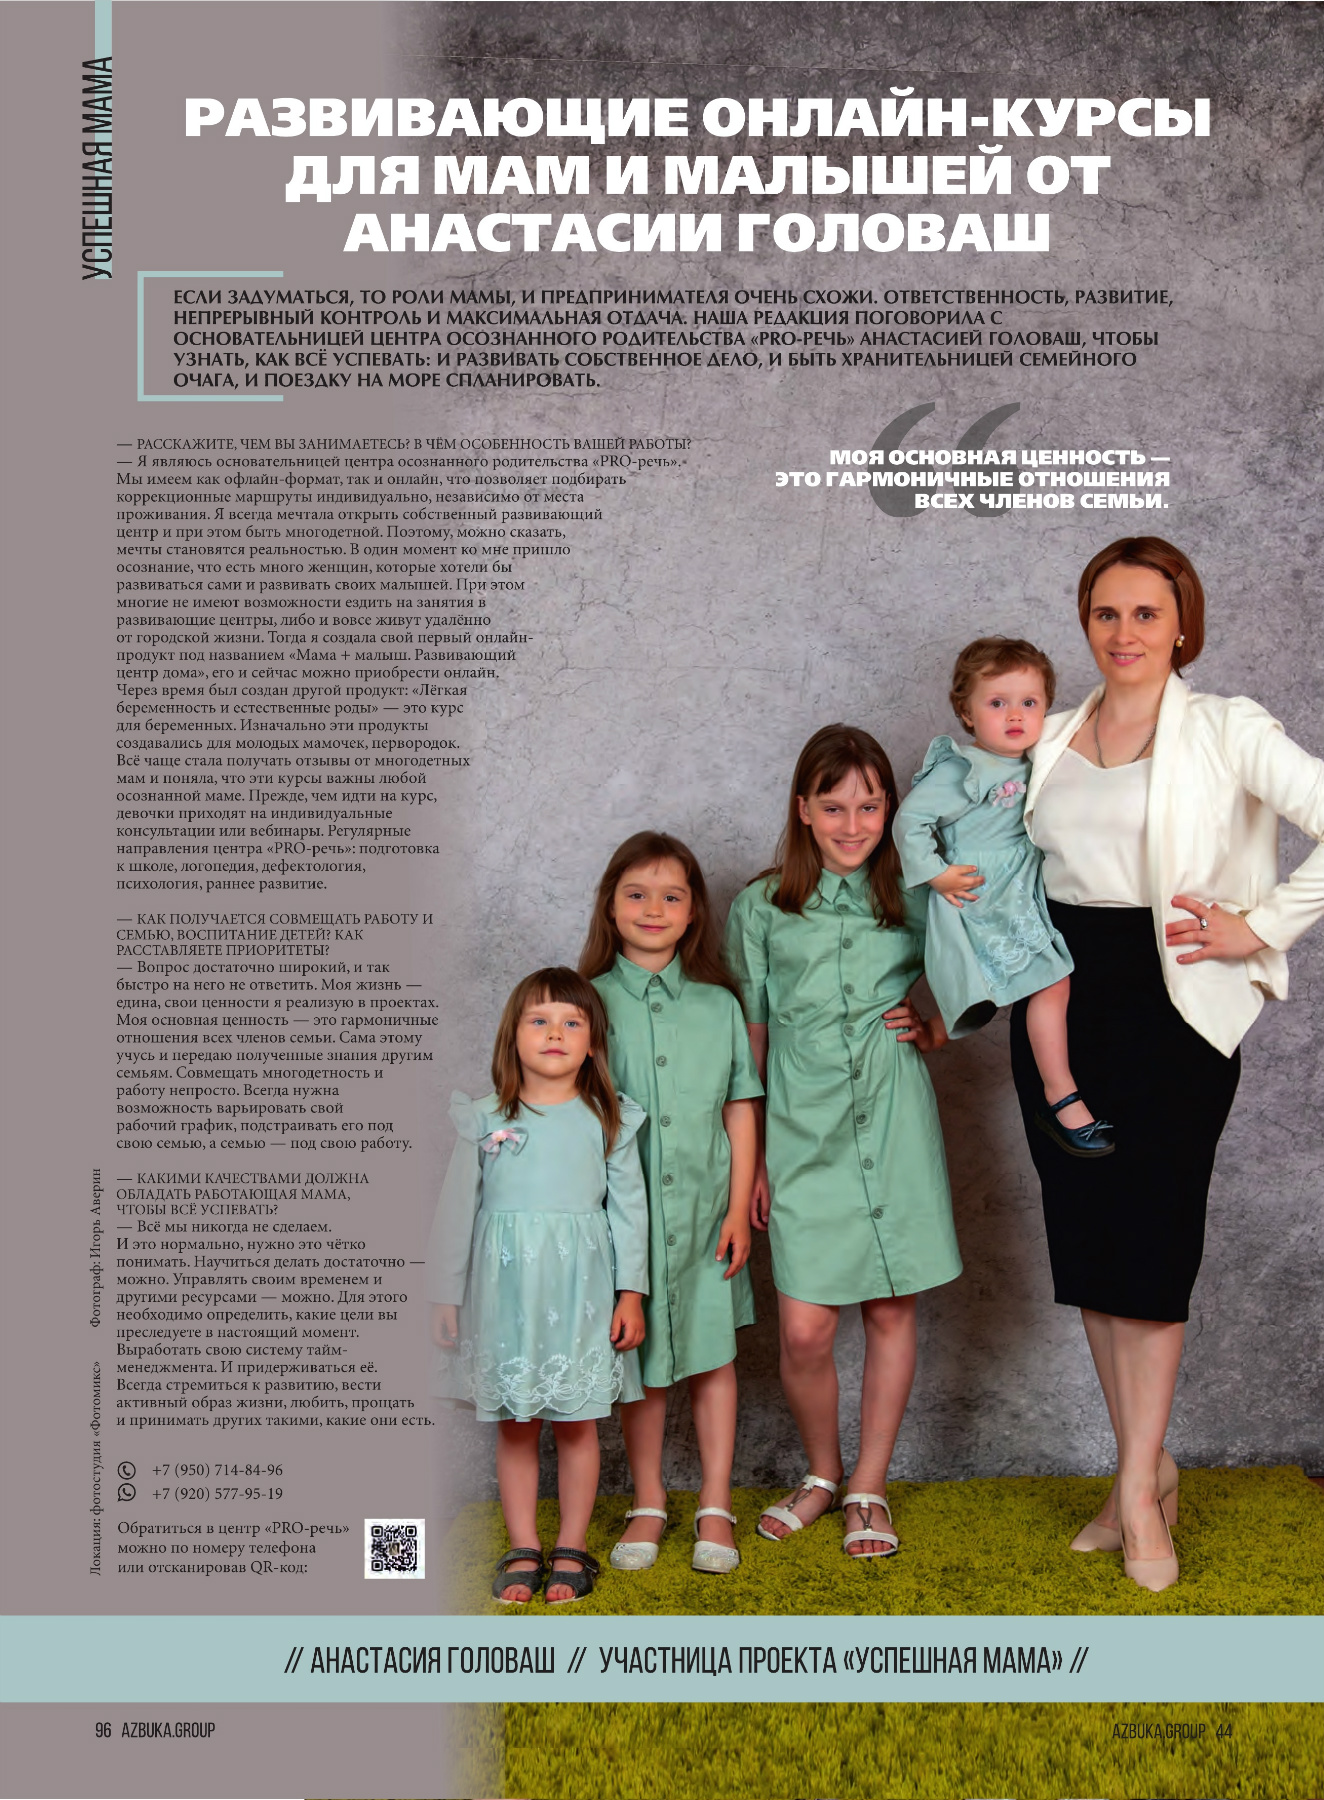 УСПЕШНАЯ МАМА
РАЗВИВАЮЩИЕ ОНЛАЙН-КУРСЫ
ДЛЯ МАМ И МАЛЫШЕЙ ОТ
АНАСТАСИИ ГОЛОВАШ
ЕСЛИ ЗАДУМАТЬСЯ, ТО РОЛИ МАМЫ, И ПРЕДПРИНИМАТЕЛЯ ОЧЕНЬ СХОЖИ. ОТВЕТСТВЕННОСТЬ, РАЗВИТИЕ,
НЕПРЕРЫВНЫЙ КОНТРОЛЬ И МАКСИМАЛЬНАЯ ОТДАЧА. НАША РЕДАКЦИЯ ПОГОВОРИЛА С
ОСНОВАТЕЛЬНИЦЕЙ ЦЕНТРА ОСОЗНАННОГО РОДИТЕЛЬСТВА «PRO-РЕЧЬ» АНАСТАСИЕЙ ГОЛОВАШ, ЧТОБЫ
УЗНАТЬ, КАК ВСЁ УСПЕВАТЬ: И РАЗВИВАТЬ СОБСТВЕННОЕ ДЕЛО, И БЫТЬ ХРАНИТЕЛЬНИЦЕЙ СЕМЕЙНОГО
ОЧАГА, И ПОЕЗДКУ НА МОРЕ СПЛАНИРОВАТЬ.
— РАССКАЖИТЕ, ЧЕМ ВЫ ЗАНИМАЕТЕСЬ? В ЧЁМ ОСОБЕННОСТЬ ВАШЕЙ РАБОТЫ?
— Я являюсь основательницей центра осознанного родительства «PRO-речь».
Мы имеем как офлайн-формат, так и онлайн, что позволяет подбирать
коррекционные маршруты индивидуально, независимо от места
проживания. Я всегда мечтала открыть собственный развивающий
центр и при этом быть многодетной. Поэтому, можно сказать,
мечты становятся реальностью. В один момент ко мне пришло
осознание, что есть много женщин, которые хотели бы
развиваться сами и развивать своих малышей. При этом
многие не имеют возможности ездить на занятия в
развивающие центры, либо и вовсе живут удалённо
от городской жизни. Тогда я создала свой первый онлайн-
продукт под названием «Мама + малыш. Развивающий
центр дома», его и сейчас можно приобрести онлайн.
Через время был создан другой продукт: «Лёгкая
беременность и естественные роды» — это курс
для беременных. Изначально эти продукты
создавались для молодых мамочек, первородок.
Всё чаще стала получать отзывы от многодетных
мам и поняла, что эти курсы важны любой
осознанной маме. Прежде, чем идти на курс,
девочки приходят на индивидуальные
консультации или вебинары. Регулярные
направления центра «PRO-речь»: подготовка
к школе, логопедия, дефектология,
психология, раннее развитие.
— КАК ПОЛУЧАЕТСЯ СОВМЕЩАТЬ РАБОТУ И
СЕМЬЮ, ВОСПИТАНИЕ ДЕТЕЙ? КАК
РАССТАВЛЯЕТЕ ПРИОРИТЕТЫ?
— Вопрос достаточно широкий, и так
быстро на него не ответить. Моя жизнь —
едина, свои ценности я реализую в проектах.
Моя основная ценность — это гармоничные
отношения всех членов семьи. Сама этому
учусь и передаю полученные знания другим
семьям. Совмещать многодетность и
работу непросто. Всегда нужна
возможность варьировать свой
рабочий график, подстраивать его под
свою семью, а семью — под свою работу.
— КАКИМИ КАЧЕСТВАМИ ДОЛЖНА
ОБЛАДАТЬ РАБОТАЮЩАЯ МАМА,
ЧТОБЫ ВСЁ УСПЕВАТЬ?
— Всё мы никогда не сделаем.
И это нормально, нужно это чётко
понимать. Научиться делать достаточно —
можно. Управлять своим временем и
другими ресурсами — можно. Для этого
необходимо определить, какие цели вы
преследуете в настоящий момент.
Выработать свою систему тайм-
менеджмента. И придерживаться её.
Всегда стремиться к развитию, вести
активный образ жизни, любить, прощать
и принимать других такими, какие они есть.
+7 (950) 714-84-96
+7 (920) 577-95-19
Обратиться в центр «PRO-речь»
можно по номеру телефона
или отсканировав QR-код:
Локация: фотостудия «Фотомикс» Фотограф: Игорь Аверин
МОЯ ОСНОВНАЯ ЦЕННОСТЬ —
ЭТО ГАРМОНИЧНЫЕ ОТНОШЕНИЯ
ВСЕХ ЧЛЕНОВ СЕМЬИ.
// АНАСТАСИЯ ГОЛОВАШ // УЧАСТНИЦА ПРОЕКТА «УСПЕШНАЯ МАМА» //
96 AZBUKA.GROUP
AZBUKA.GROUP 44